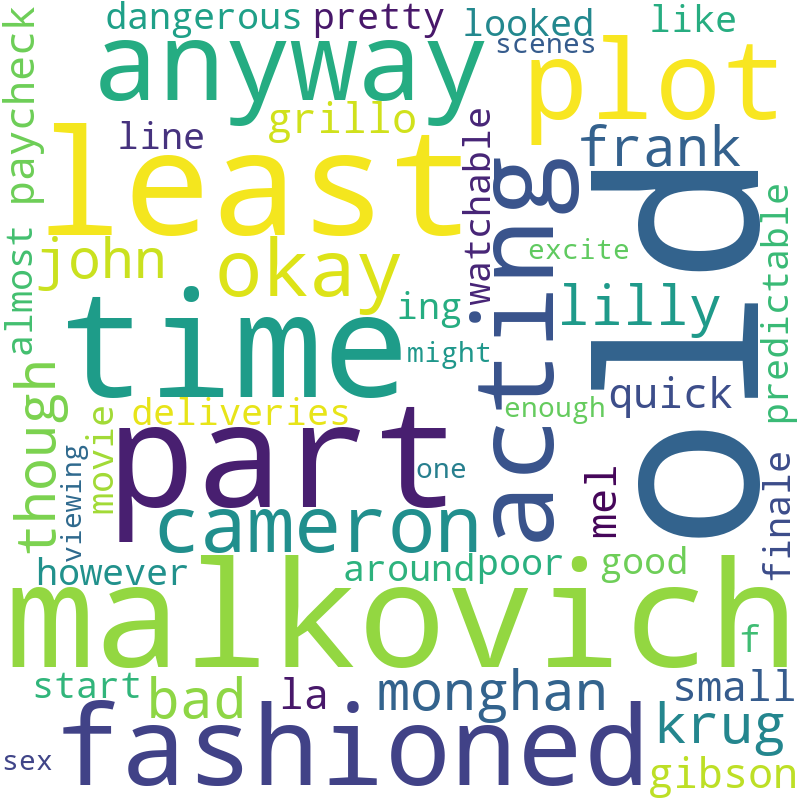 dangerous
pretty
looked
like
scenes
anyway
plot
paycheck
line
grillo
frank
least
acting
watchable
old
john
okay
excite
predictable
almost
time
ing
lilly
might
though
quick
deliveries
enough
movie
part
one
viewing
mel
cameron
finale
however
around
poor
good
malkovich
f
start
bad
la
monghan
small
fashioned
krug
sex
gibson